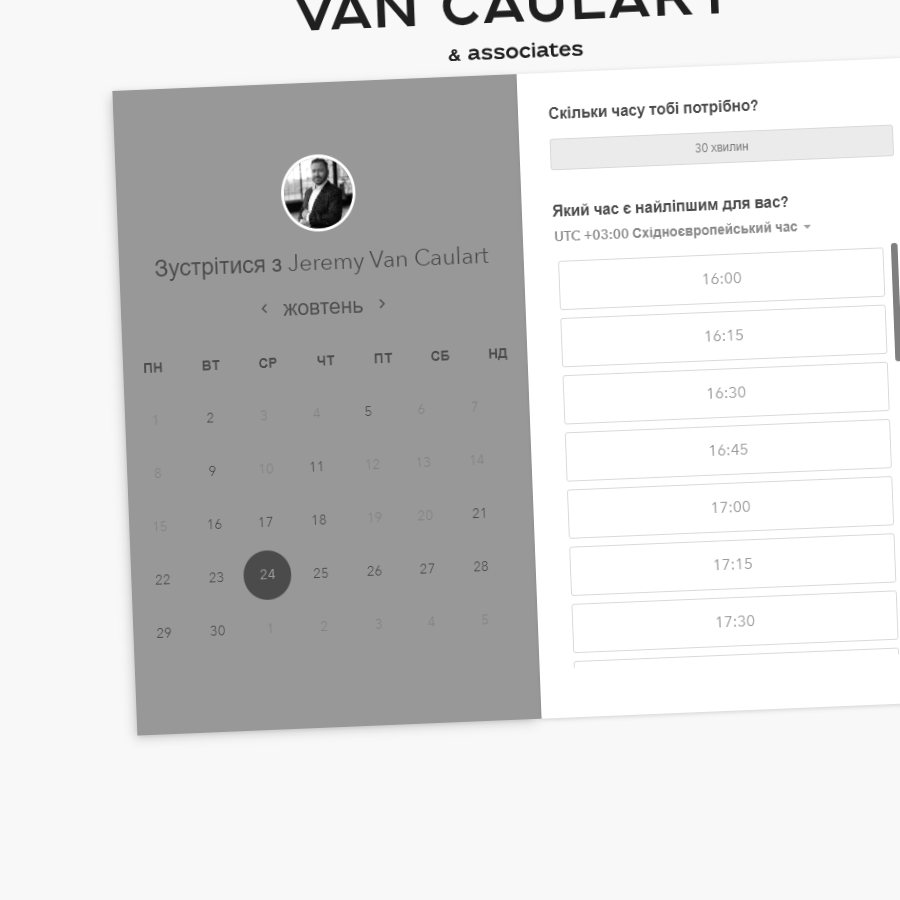 VAN CAULART
& associates
Зустрітися з Jeremy Van Caulart
‹ жовтень ›
ПН ВТ СР ЧТ ПТ СБ НД
1 2 3 4 5 6 7
8 9 10 11 12 13 14
15 16 17 18 19 20 21
22 23 24 25 26 27 28
29 30 1 2 3 4 5
Скільки часу тобі потрібно?
30 хвилин
Який час є найліпшим для вас?
UTC +03:00 Східноєвропейський час
16:00
16:15
16:30
16:45
17:00
17:15
17:30